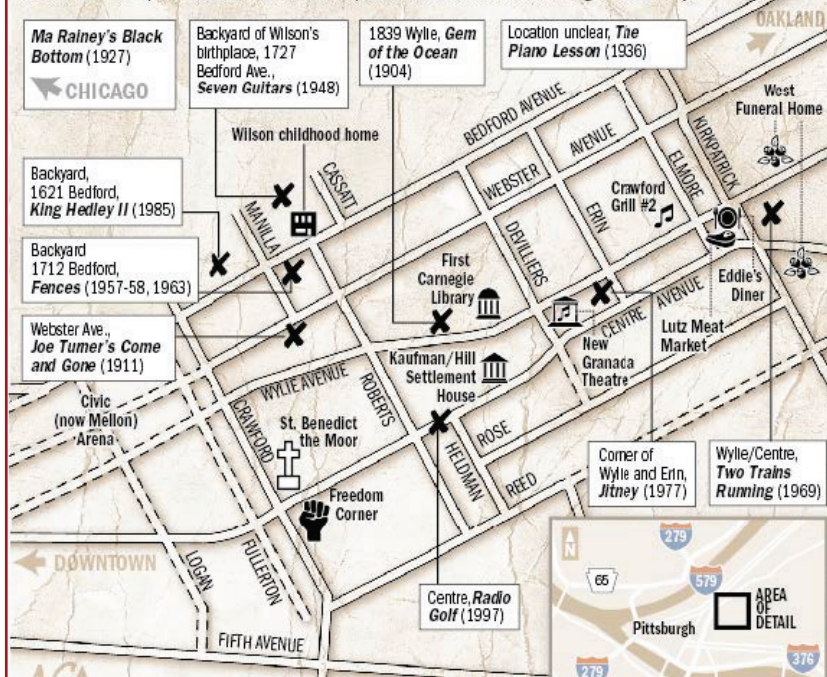 OAKLAND
Ma Rainey's Black
Bottom (1927)
CHICAGO
Backyard of Wilson's
birthplace, 1727
Bedford Ave.,
Seven Guitars (1948)
1839 Wylie, Gem
of the Ocean
(1904)
Location unclear, The
Piano Lesson (1936)
West
Funeral Home
Wilson childhood home
BEDFORD AVENUE
KIRKPATRICK
CASSATT
WEBSTER
AVENUE
ELMORE
Backyard,
1621 Bedford,
King Hedley II (1985)
MANILLA
Crawford
Grill #2
ERIN
DEVILLIERS
Backyard
1712 Bedford,
Fences (1957-58, 1963)
First
Carnegie
Library
Eddie's
Diner
CENTRE AVENUE
Webster Ave.,
Joe Turner's Come
and Gone (1911)
Lutz Meat
Market
New
Granada
Theatre
Kaufman/Hill
Settlement
House
WYLIE AVENUE
ROBERTS
Civic
(now Mellon)
Arena
CRAWFORD
St. Benedict
the Moor
ROSE
HELDMAN
REED
Corner of
Wylie and Erin,
Jitney (1977)
Wylie/Centre,
Two Trains
Running (1969)
Freedom
Corner
DOWNTOWN
LOGAN
FULLERTON
Centre, Radio
Golf (1997)
FIFTH AVENUE
N
279
65
579
AREA
OF
DETAIL
Pittsburgh
376
279